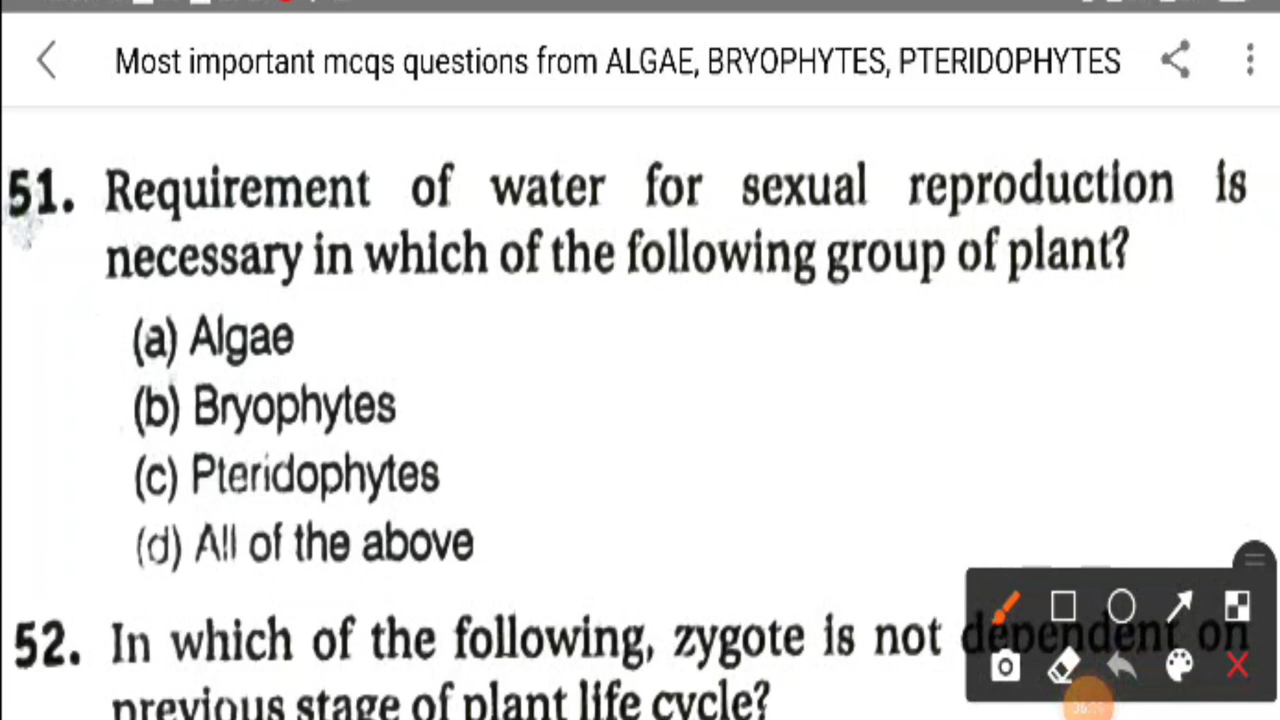 Most important mcqs questions from ALGAE, BRYOPHYTES, PTERIDOPHYTES
51. Requirement of water for sexual reproduction is
necessary in which of the following group of plant?
(a) Algae
(b) Bryophytes
(c) Pteridophytes
(d) All of the above
52. In which of the following, zygote is not dependent on
previous stage of plant life cycle?